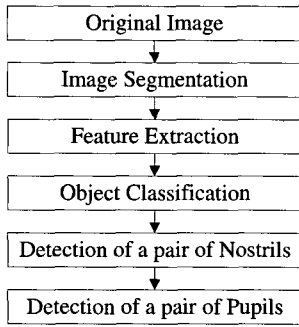 Original Image
Image Segmentation
Feature Extraction
Object Classification
Detection of a pair of Nostrils
Detection of a pair of Pupils